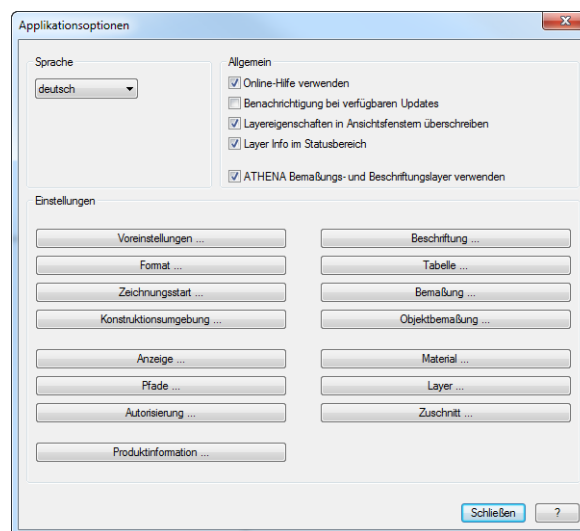 Applikationsoptionen
Sprache
deutsch
Allgemein
Online-Hilfe verwenden
Benachrichtigung bei verfügbaren Updates
Layereigenschaften in Ansichtsfenstern überschreiben
Layer Info im Statusbereich
ATHENA Bemaßungs- und Beschriftungslayer verwenden
Einstellungen
Voreinstellungen ...
Beschriftung ...
Format ...
Tabelle ...
Zeichnungsstart ...
Bemaßung ...
Konstruktionsumgebung ...
Objektbemaßung ...
Anzeige ...
Material ...
Pfade ...
Layer ...
Autorisierung ...
Zuschnitt ...
Produktinformation ...
Schließen
?